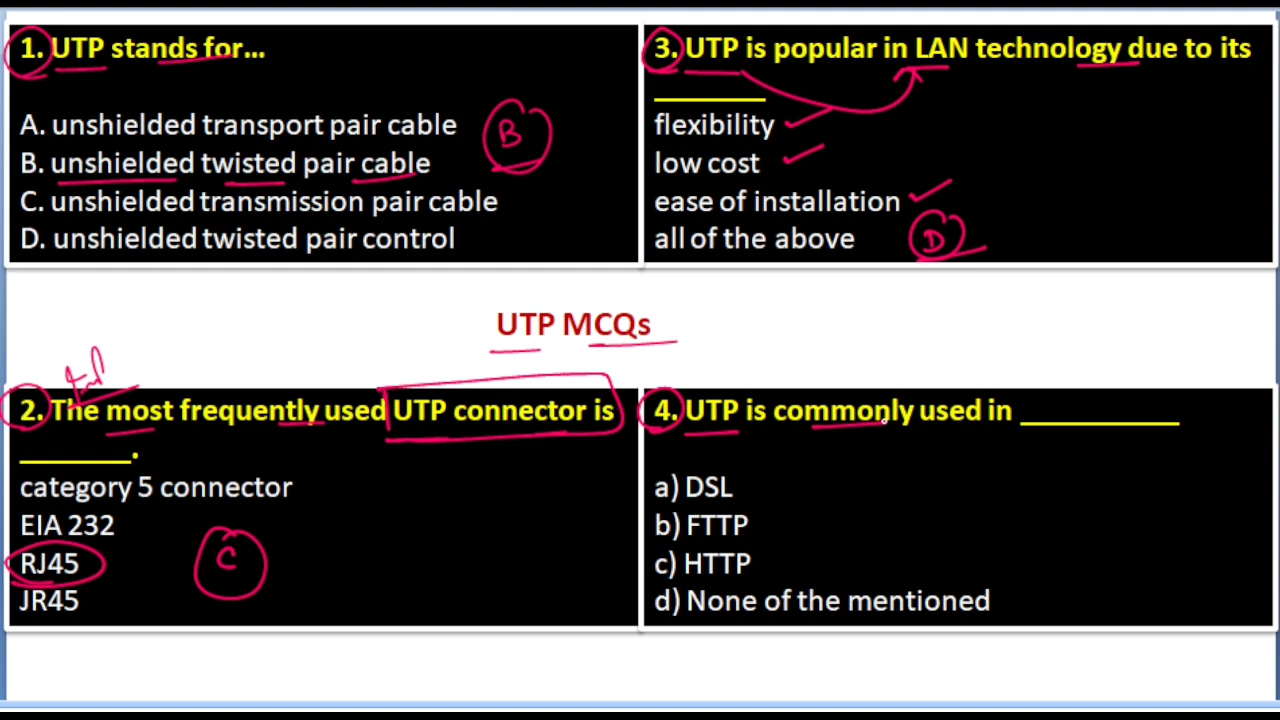 1. UTP stands for...
A. unshielded transport pair cable
B. unshielded twisted pair cable
B
C. unshielded transmission pair cable
D. unshielded twisted pair control
3. UTP is popular in LAN technology due to its
________
flexibility
low cost
ease of installation
all of the above
D
UTP MCQs
2. The most frequently used UTP connector is
________.
category 5 connector
EIA 232
RJ45
C
JR45
4. UTP is commonly used in ___________
a) DSL
b) FTTP
c) HTTP
d) None of the mentioned